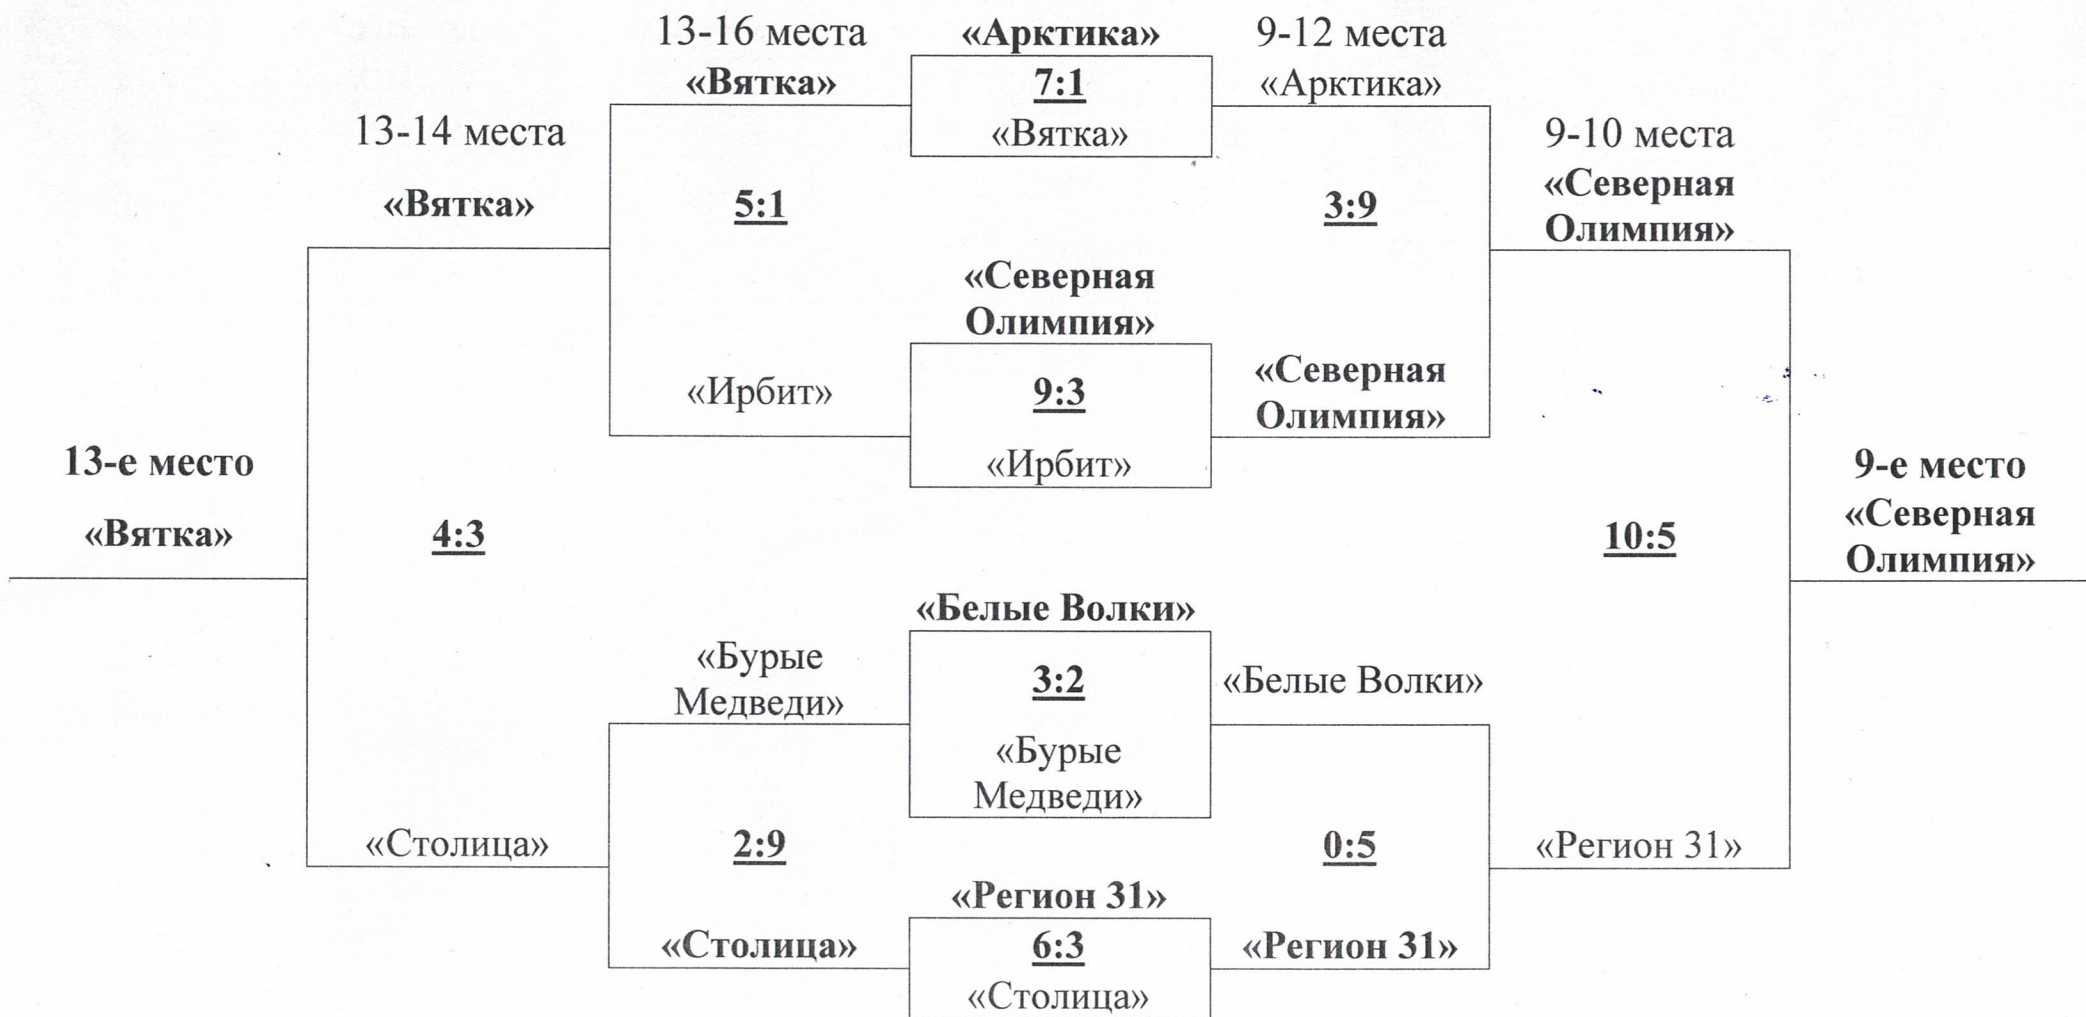 13-16 места
«Арктика»
9-12 места
«Вятка»
7:1
«Арктика»
13-14 места
«Вятка»
9-10 места
«Северная
Олимпия»
«Вятка»
5:1
3:9
«Северная
Олимпия»
«Ирбит»
9:3
«Северная
Олимпия»
«Ирбит»
13-е место
«Вятка»
4:3
10:5
9-е место
«Северная
Олимпия»
«Белые Волки»
«Бурые
Медведи»
3:2
«Белые Волки»
«Бурые
Медведи»
«Столица»
2:9
0:5
«Регион 31»
«Регион 31»
«Столица»
6:3
«Регион 31»
«Столица»